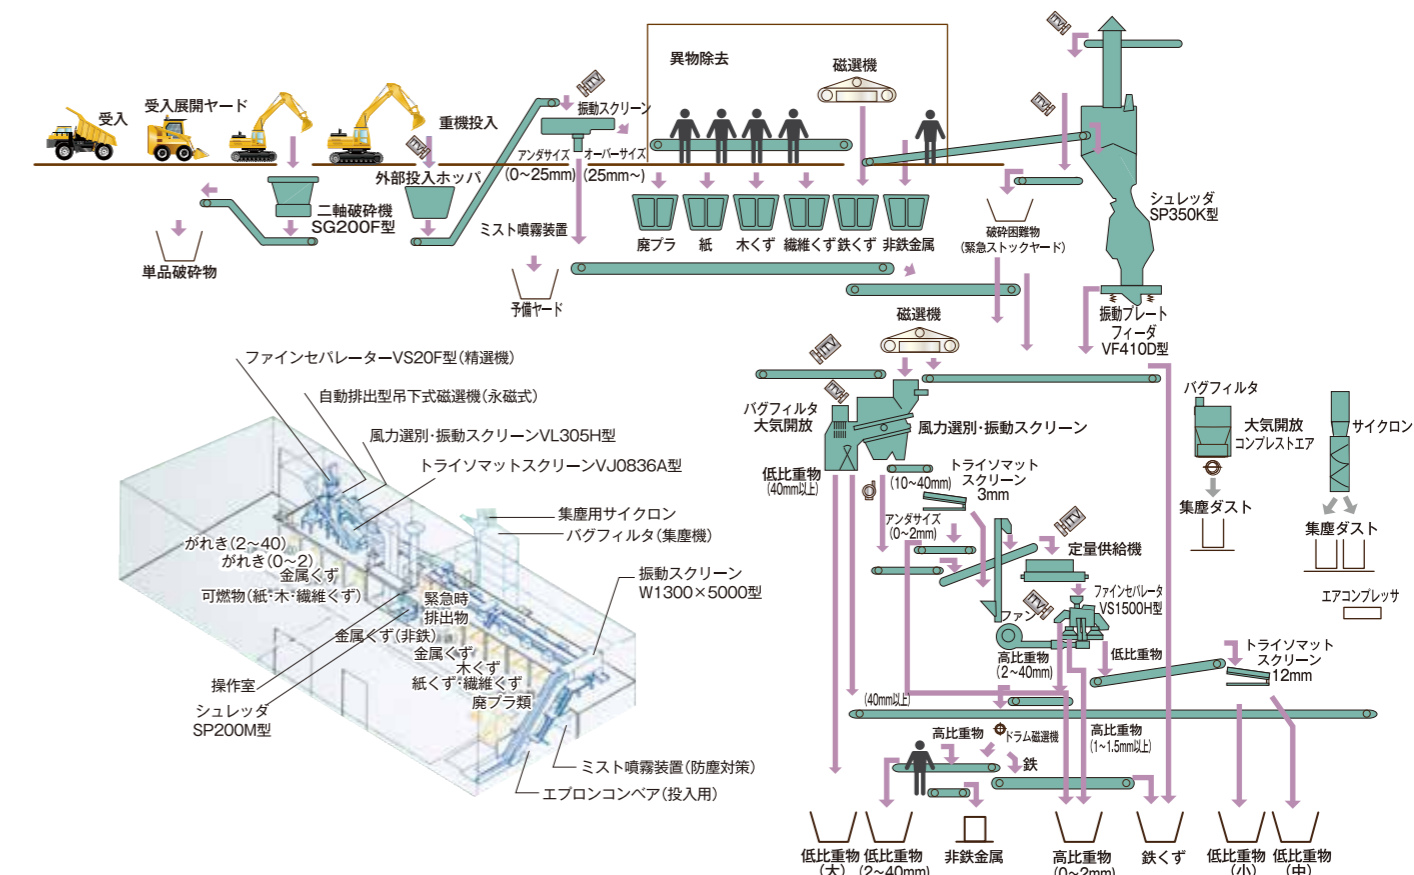 受入
受入展開ヤード
重機投入
ITV
外部投入ホッパ
二軸破砕機
SG200F型
単品破砕物
ITV
振動スクリーン
アンダサイズ
(0〜25mm)
オーバーサイズ
(25mm〜)
ミスト噴霧装置
予備ヤード
異物除去
磁選機
廃プラ
紙
木くず
繊維くず
鉄くず
非鉄金属
ITV
ITV
破砕困難物
(緊急ストックヤード)
シュレッダ
SP350K型
振動プレート
フィーダ
VF410D型
磁選機
ITV
ITV
バグフィルタ
大気開放
風力選別・振動スクリーン
低比重物
(40mm以上)
(10〜40mm)
トライソマット
スクリーン
3mm
アンダサイズ
(0〜2mm)
ITV
定量供給機
ファインセパレータ
VS1500H型
ITV
ファン
高比重物
(2〜40mm)
低比重物
トライソマット
スクリーン
12mm
(40mm以上)
高比重物
ドラム磁選機
高比重物
(1〜1.5mm以上)
鉄
バグフィルタ
大気開放
コンプレストエア
集塵ダスト
サイクロン
集塵ダスト
エアコンプレッサ
低比重物
(大)
低比重物
(2〜40mm)
非鉄金属
高比重物
(0〜2mm)
鉄くず
低比重物
(小)
低比重物
(中)
ファインセパレーターVS20F型(精選機)
自動排出型吊下式磁選機(永磁式)
風力選別・振動スクリーンVL305H型
トライソマットスクリーンVJ0836A型
集塵用サイクロン
バグフィルタ(集塵機)
振動スクリーン
W1300×5000型
がれき(2〜40)
がれき(0〜2)
金属くず
可燃物(紙・木・繊維くず)
緊急時
排出物
金属くず(非鉄)
金属くず
木くず
紙くず・繊維くず
廃プラ類
操作室
シュレッダ
SP200M型
ミスト噴霧装置(防塵対策)
エプロンコンベア(投入用)